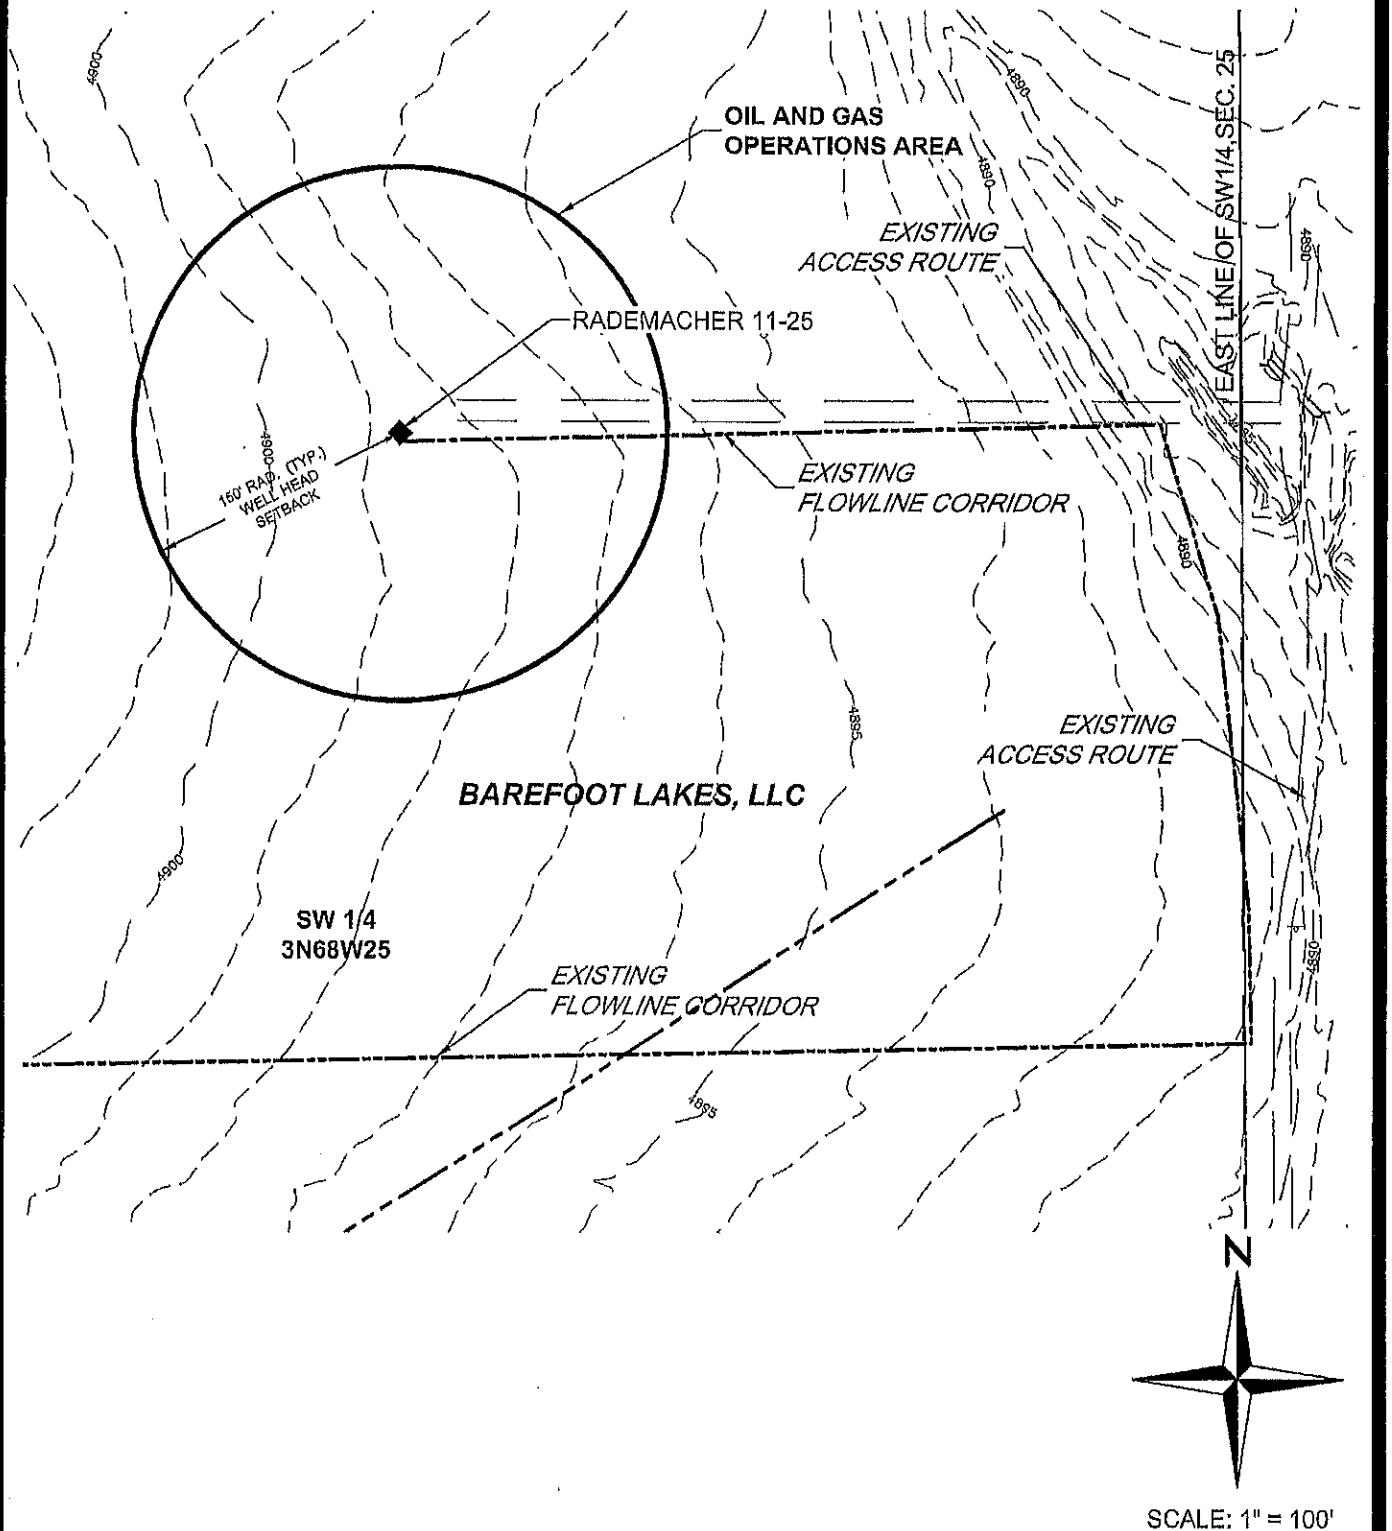 4900
4890
EAST LINE OF SW1/4, SEC. 25
OIL AND GAS
OPERATIONS AREA
4890
EXISTING
ACCESS ROUTE
4890
RADEMACHER 11-25
4900
150' RAD. (TYP.)
WELL HEAD
SETBACK
EXISTING
FLOWLINE CORRIDOR
4890
4895
EXISTING
ACCESS ROUTE
BAREFOOT LAKES, LLC
4900
SW 1/4
3N68W25
4890
EXISTING
FLOWLINE CORRIDOR
4895
N
SCALE: 1" = 100'